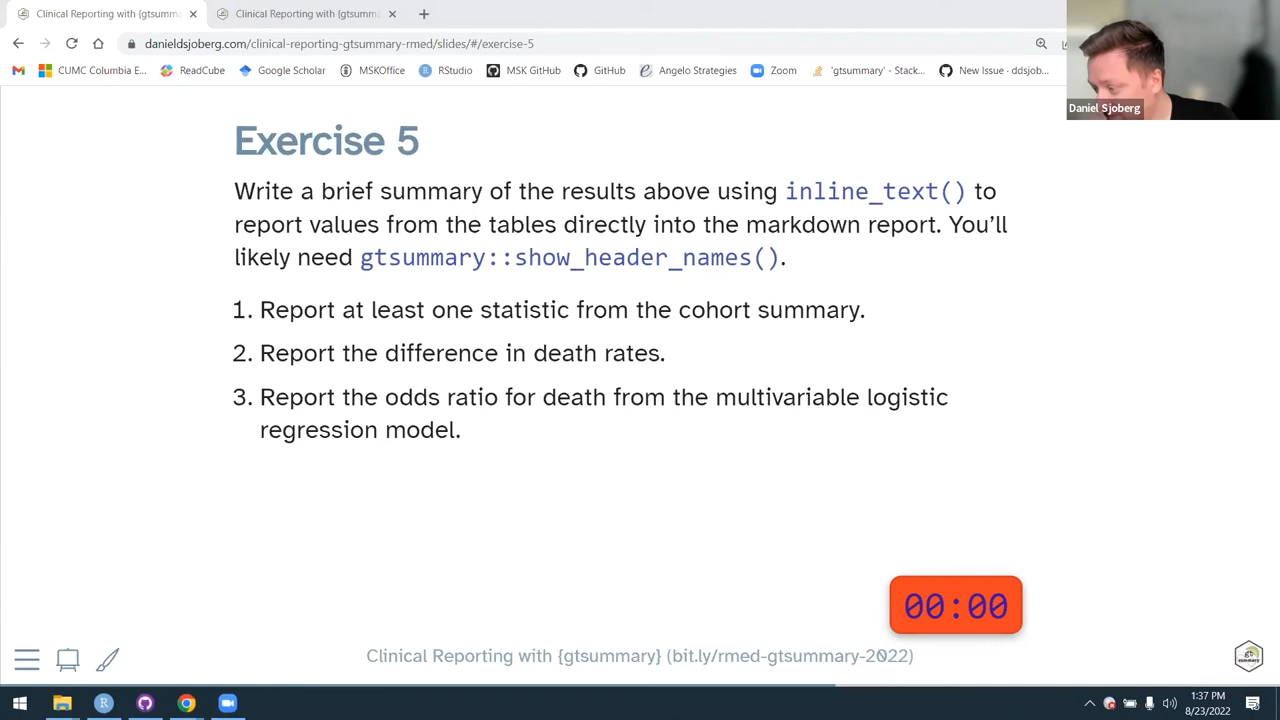 Clinical Reporting with {gtsumma
Clinical Reporting with {gtsumma
danieldsjoberg.com/clinical-reporting-gtsummary-rmed/slides/#/exercise-5
CUMC Columbia E...
ReadCube
Google Scholar
MSKOffice
RStudio
MSK GitHub
GitHub
Angelo Strategies
Zoom
'gtsummary' - Stack...
New Issue · ddsjob...
Daniel Sjoberg
Exercise 5
Write a brief summary of the results above using inline_text() to
report values from the tables directly into the markdown report. You’ll
likely need gtsummary::show_header_names().
1. Report at least one statistic from the cohort summary.
2. Report the difference in death rates.
3. Report the odds ratio for death from the multivariable logistic
regression model.
00:00
Clinical Reporting with {gtsummary} (bit.ly/rmed-gtsummary-2022)
gt
summary
1:37 PM
8/23/2022